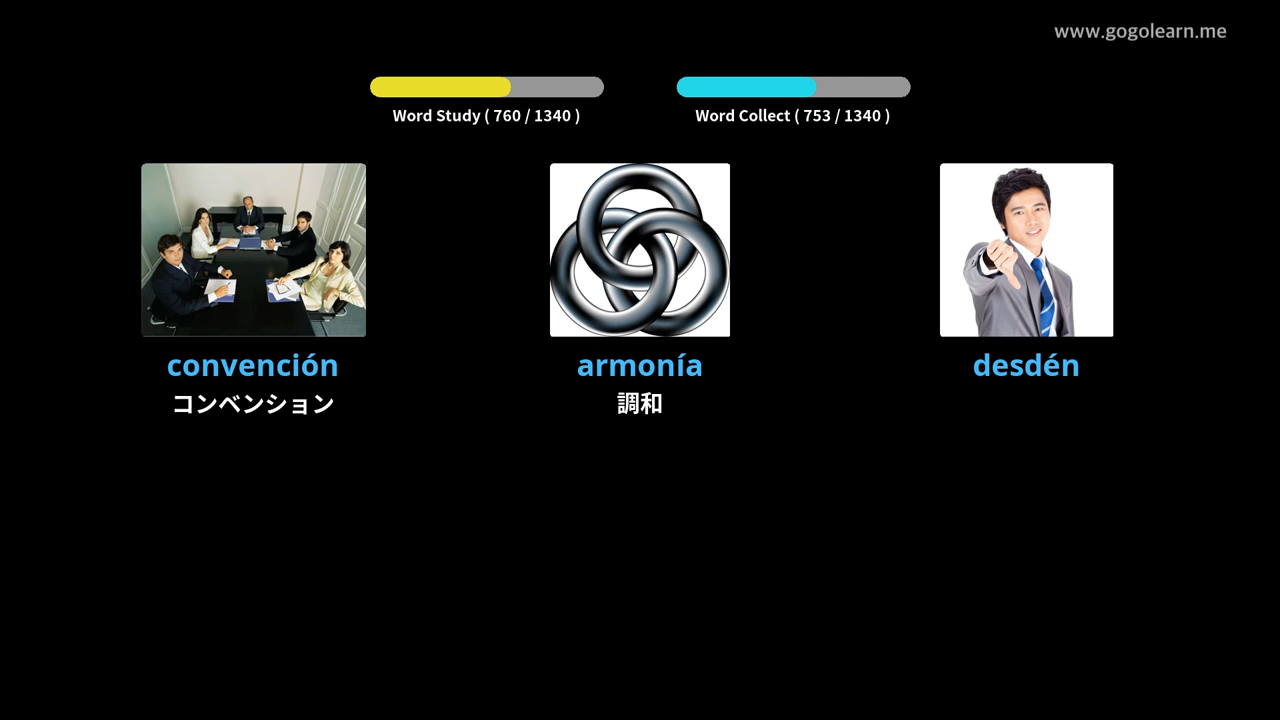 www.gogolearn.me
Word Study ( 760 / 1340 )
Word Collect ( 753 / 1340 )
convención
コンベンション
armonía
調和
desdén